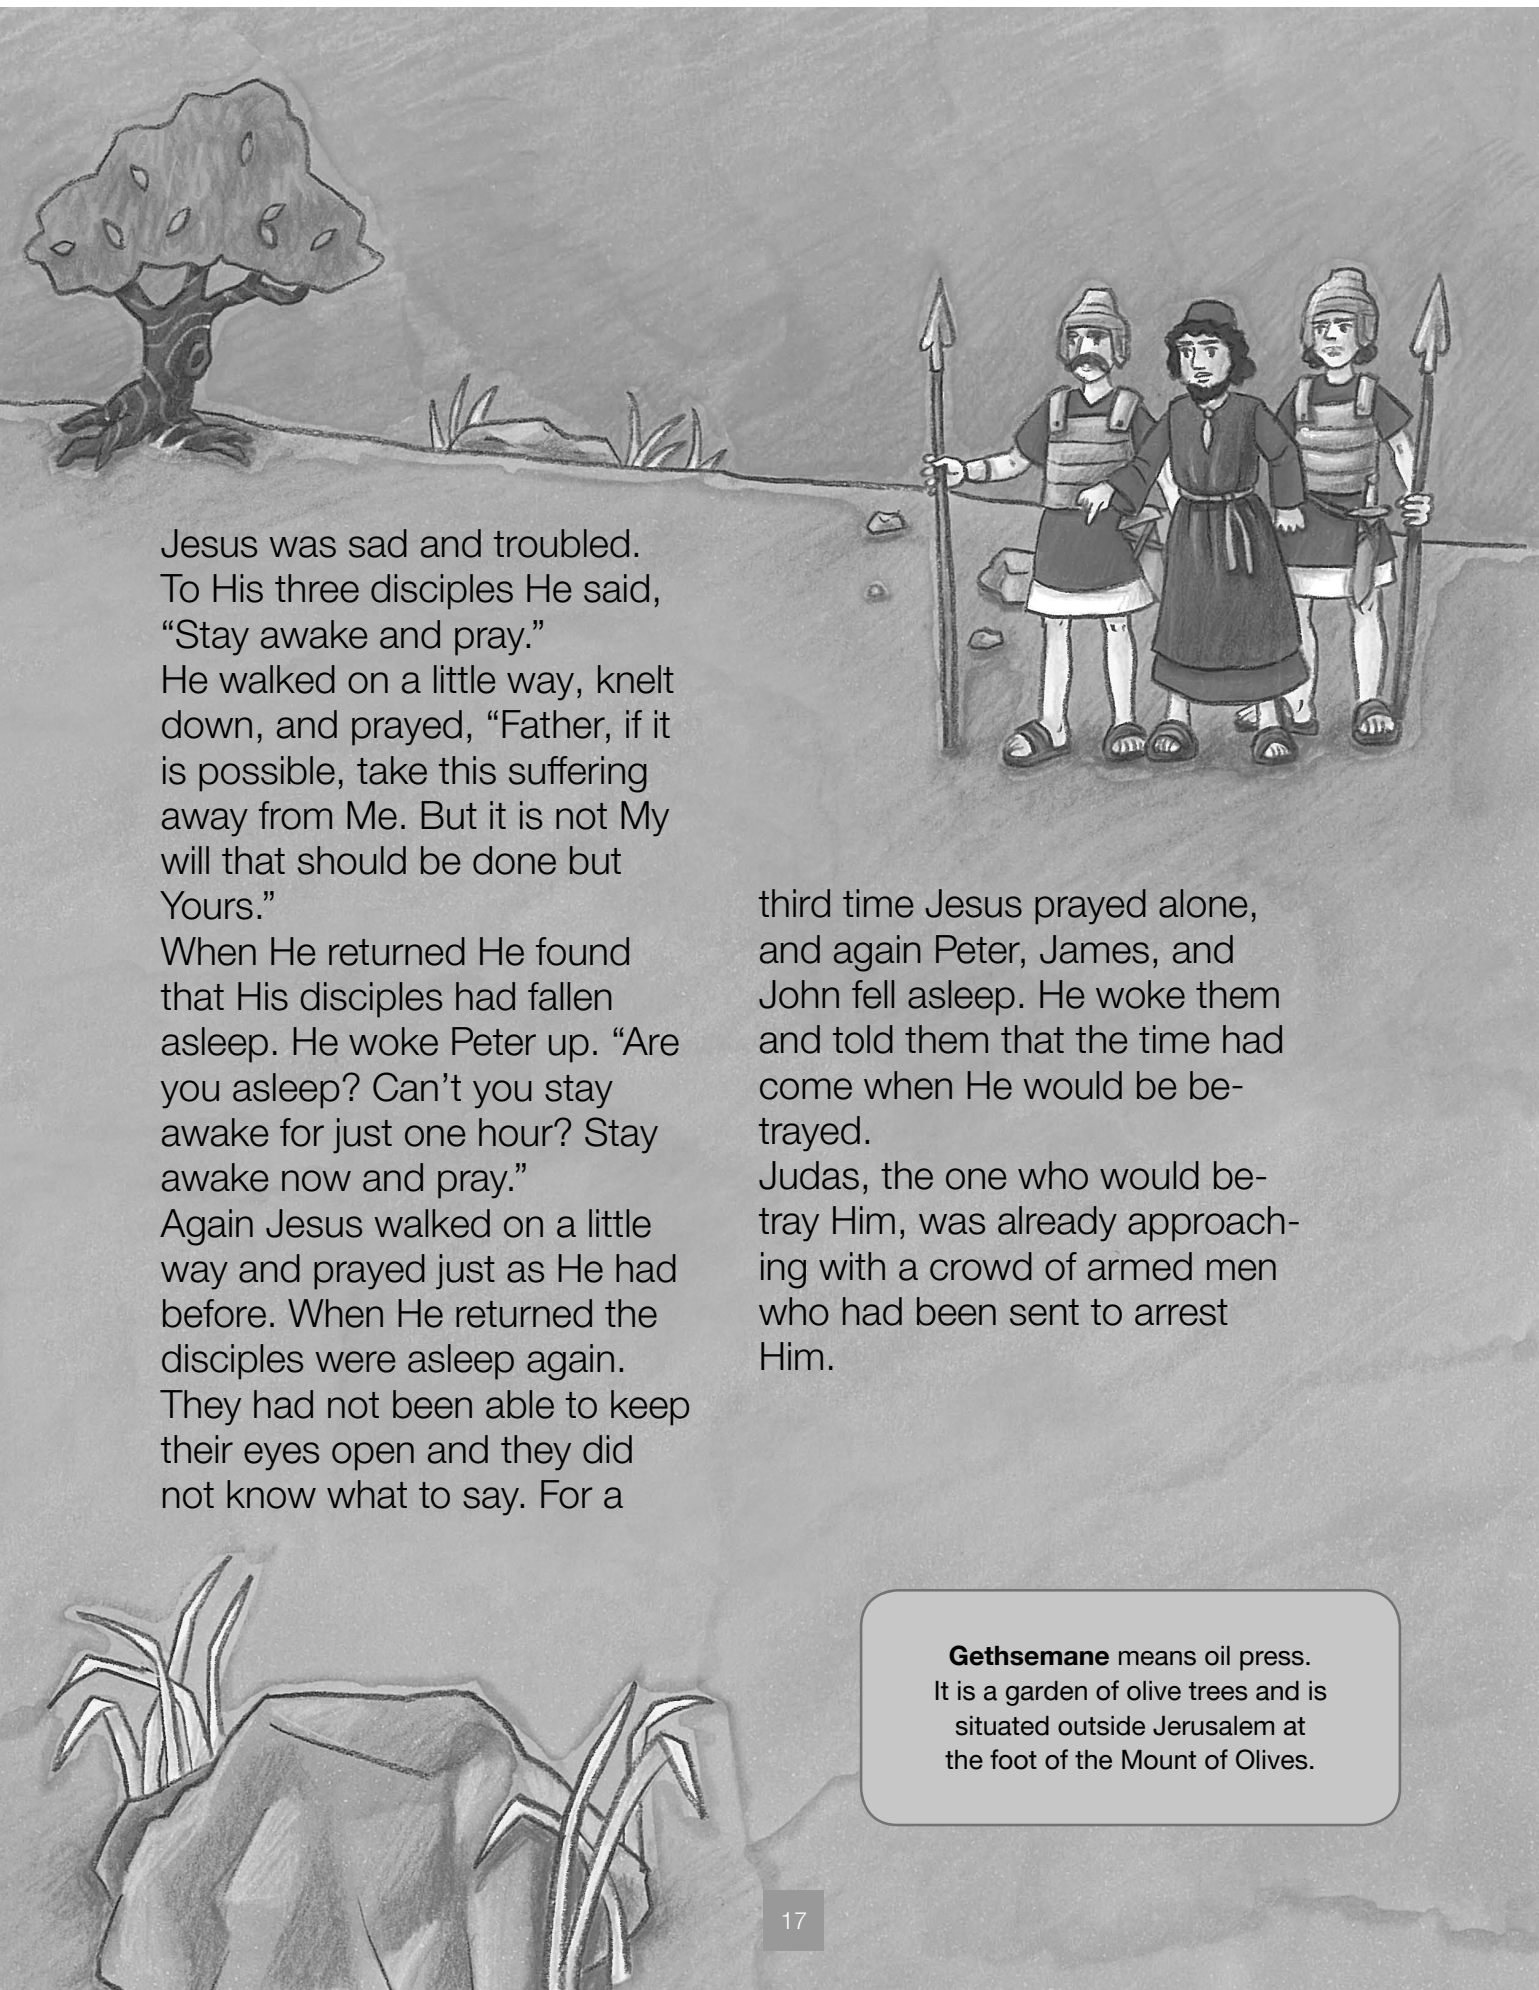 Jesus was sad and troubled.
To His three disciples He said,
“Stay awake and pray.”
He walked on a little way, knelt
down, and prayed, “Father, if it
is possible, take this suffering
away from Me. But it is not My
will that should be done but
Yours.”
When He returned He found
that His disciples had fallen
asleep. He woke Peter up. “Are
you asleep? Can’t you stay
awake for just one hour? Stay
awake now and pray.”
Again Jesus walked on a little
way and prayed just as He had
before. When He returned the
disciples were asleep again.
They had not been able to keep
their eyes open and they did
not know what to say. For a
third time Jesus prayed alone,
and again Peter, James, and
John fell asleep. He woke them
and told them that the time had
come when He would be be-
trayed.
Judas, the one who would be-
tray Him, was already approach-
ing with a crowd of armed men
who had been sent to arrest
Him.
Gethsemane means oil press.
It is a garden of olive trees and is
situated outside Jerusalem at
the foot of the Mount of Olives.
17